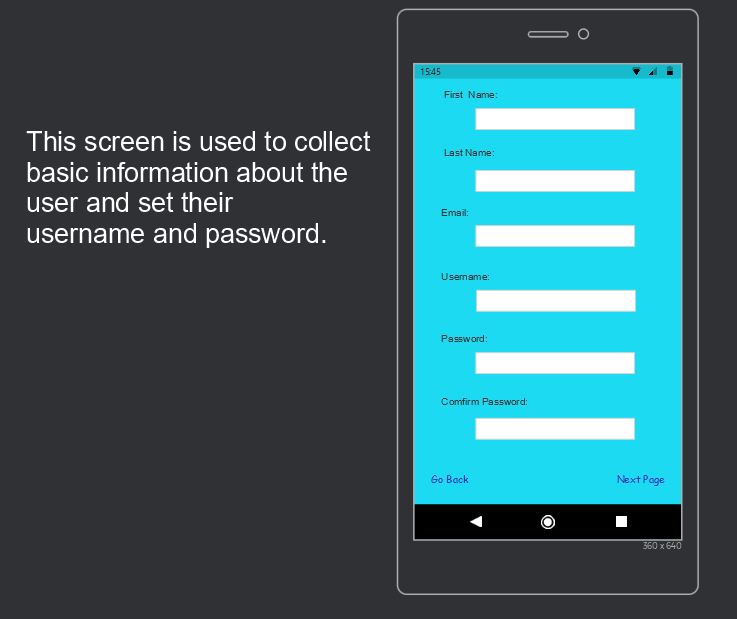 This screen is used to collect
basic information about the
user and set their
username and password.
15:45
First Name:
Last Name:
Email:
Username:
Password:
Comfirm Password:
Go Back
Next Page
360 x 640